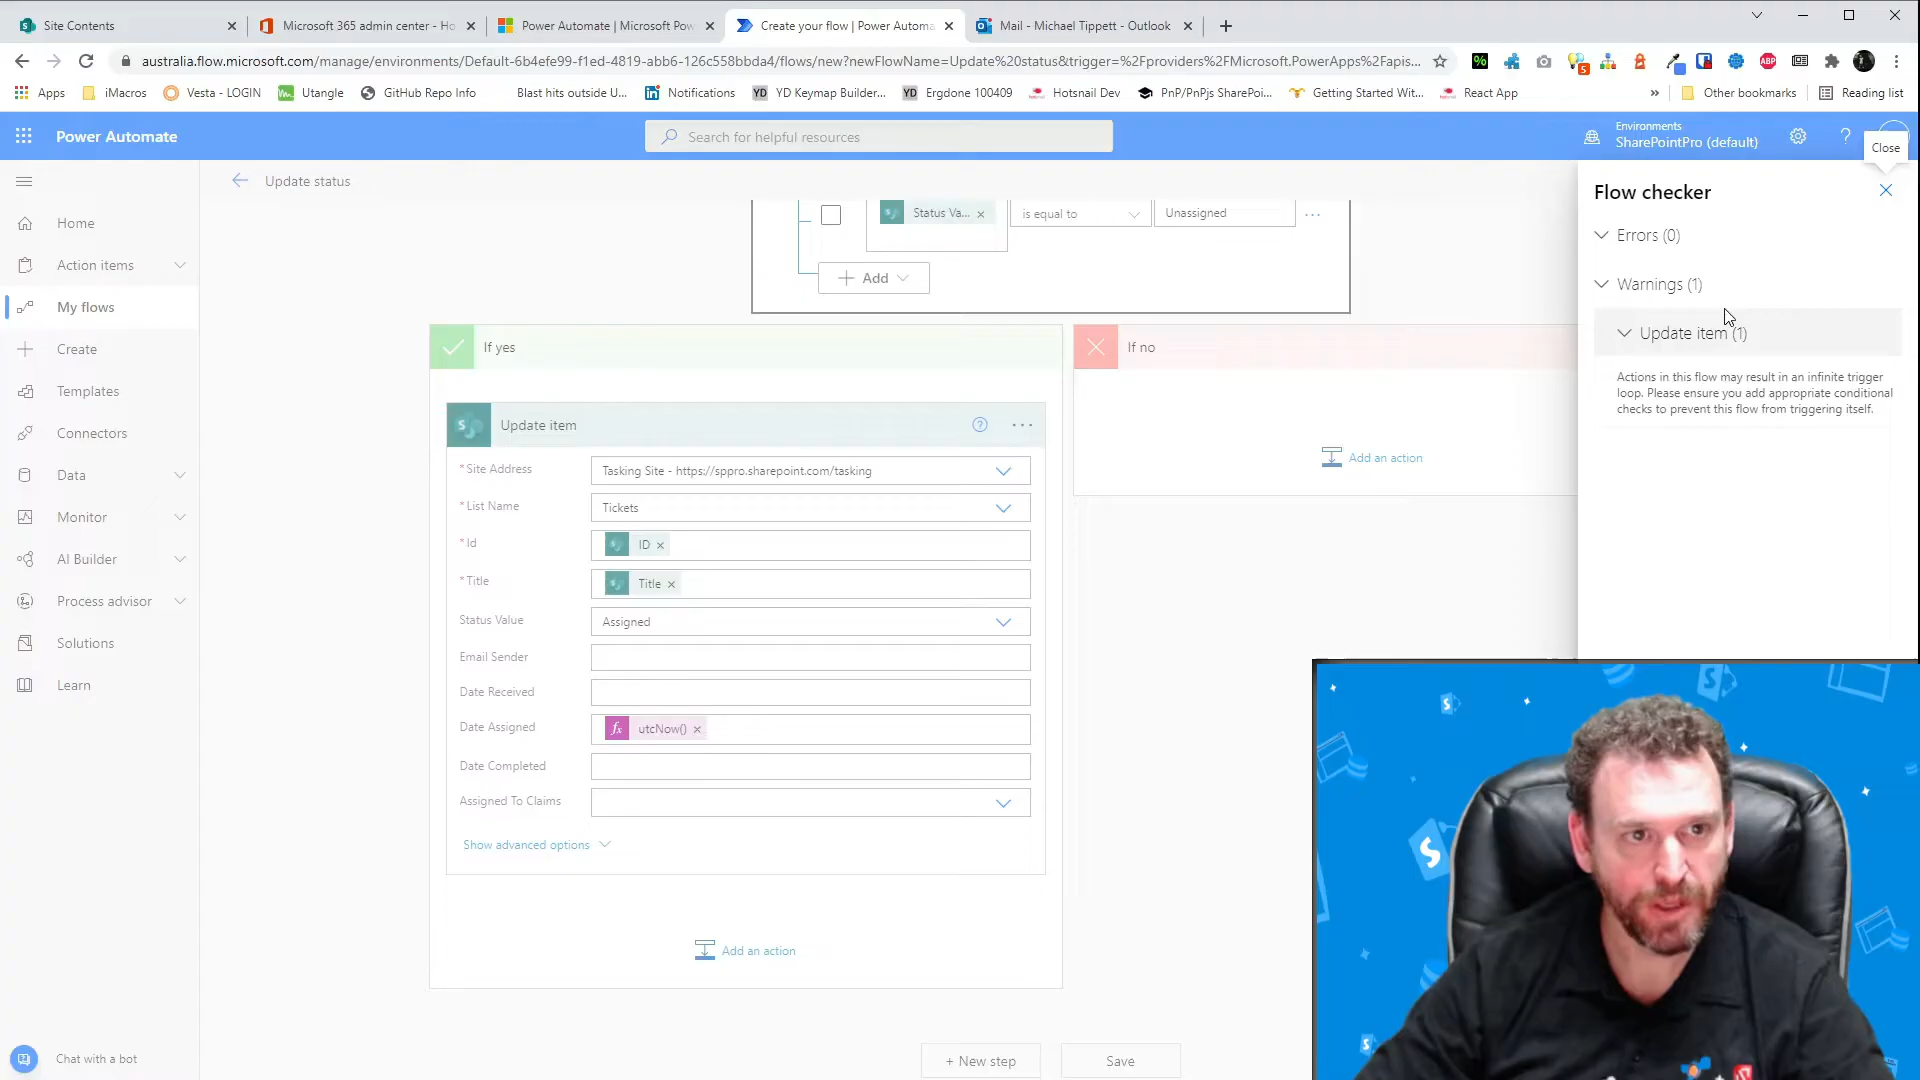 Site Contents
Microsoft 365 admin center - Ho
Power Automate | Microsoft Pow
Create your flow | Power Automa
Mail - Michael Tippett - Outlook
australia.flow.microsoft.com/manage/environments/Default-6b4efe99-f1ed-4819-abb6-126c558bbda4/flows/new?newFlowName=Update%20status&trigger=%2Fproviders%2FMicrosoft.PowerApps%2Fapis...
5
ABP
Apps
iMacros
Vesta - LOGIN
Utangle
GitHub Repo Info
Blast hits outside U...
Notifications
YD Keymap Builder...
Ergdone 100409
Hotsnail Dev
PnP/PnPjs SharePoi...
Getting Started Wit...
React App
Other bookmarks
Reading list
Power Automate
Search for helpful resources
Environments
SharePointPro (default)
Close
Update status
Flow checker
Errors (0)
Warnings (1)
Update item (1)
Actions in this flow may result in an infinite trigger
loop. Please ensure you add appropriate conditional
checks to prevent this flow from triggering itself.
Home
Action items
My flows
Create
Templates
Connectors
Data
Monitor
AI Builder
Process advisor
Solutions
Learn
Chat with a bot
Status Va...
is equal to
Unassigned
Add
If yes
If no
Add an action
Update item
* Site Address
Tasking Site - https://sppro.sharepoint.com/tasking
* List Name
Tickets
* Id
ID
* Title
Title
Status Value
Assigned
Email Sender
Date Received
Date Assigned
fx utcNow()
Date Completed
Assigned To Claims
Show advanced options
Add an action
+ New step
Save